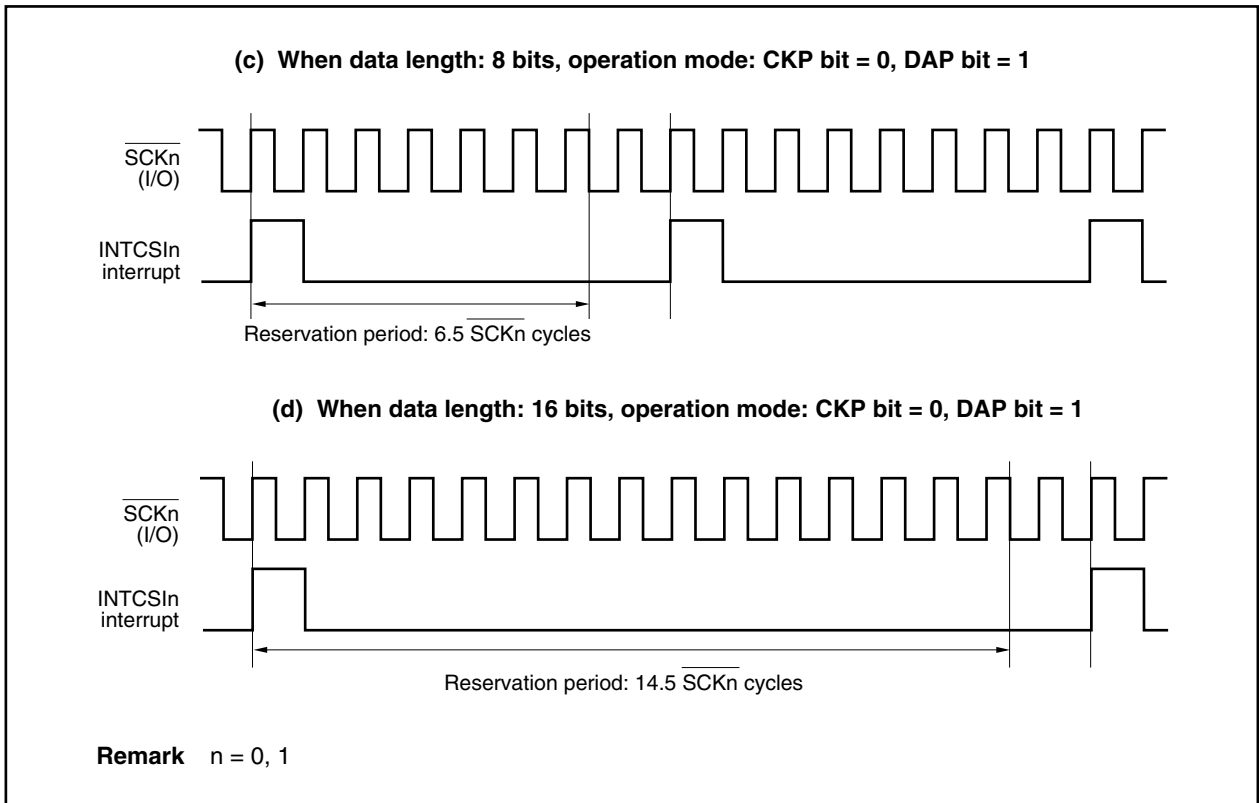 (c) When data length: 8 bits, operation mode: CKP bit = 0, DAP bit = 1
SCKn
(I/O)
INTCSIn
interrupt
Reservation period: 6.5 SCKn cycles
(d) When data length: 16 bits, operation mode: CKP bit = 0, DAP bit = 1
SCKn
(I/O)
INTCSIn
interrupt
Reservation period: 14.5 SCKn cycles
Remark n = 0, 1